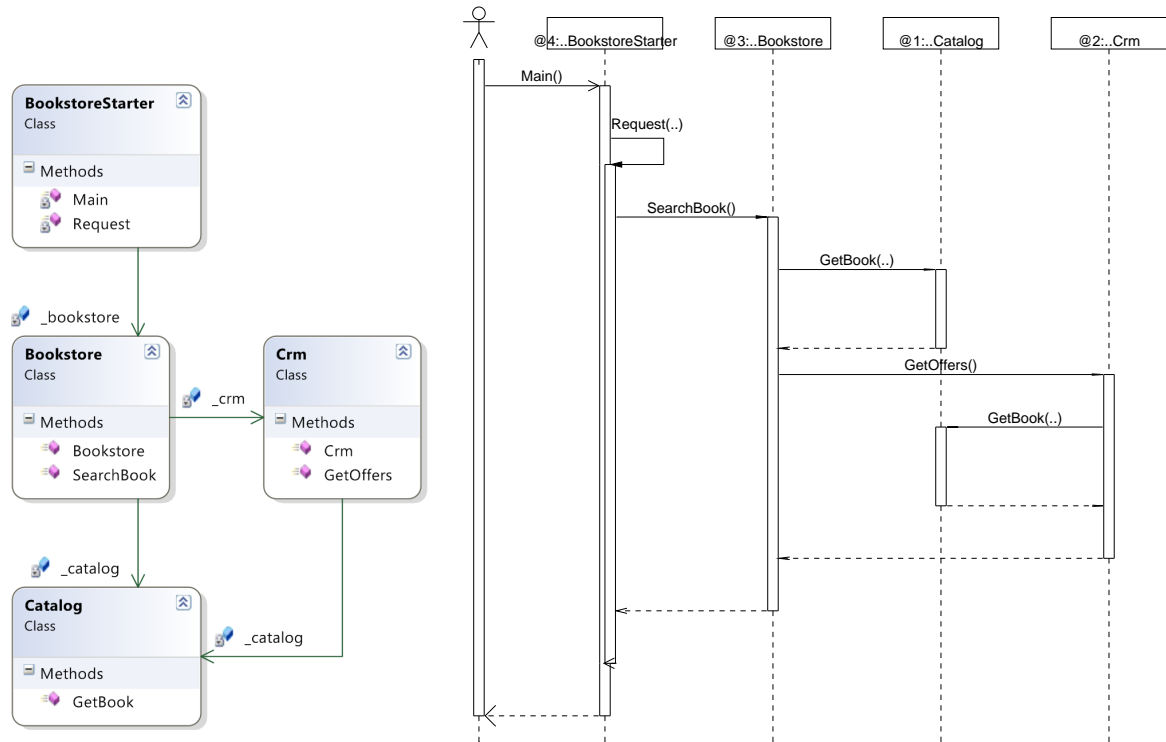 BookstoreStarter
Class
Methods
Main
Request
_bookstore
Bookstore
Class
Methods
Bookstore
SearchBook
_crm
Crm
Class
Methods
Crm
GetOffers
_catalog
_catalog
Catalog
Class
Methods
GetBook
@4:..BookstoreStarter
@3:..Bookstore
@1:..Catalog
@2:..Crm
Main()
Request(..)
SearchBook()
GetBook(..)
GetOffers()
GetBook(..)